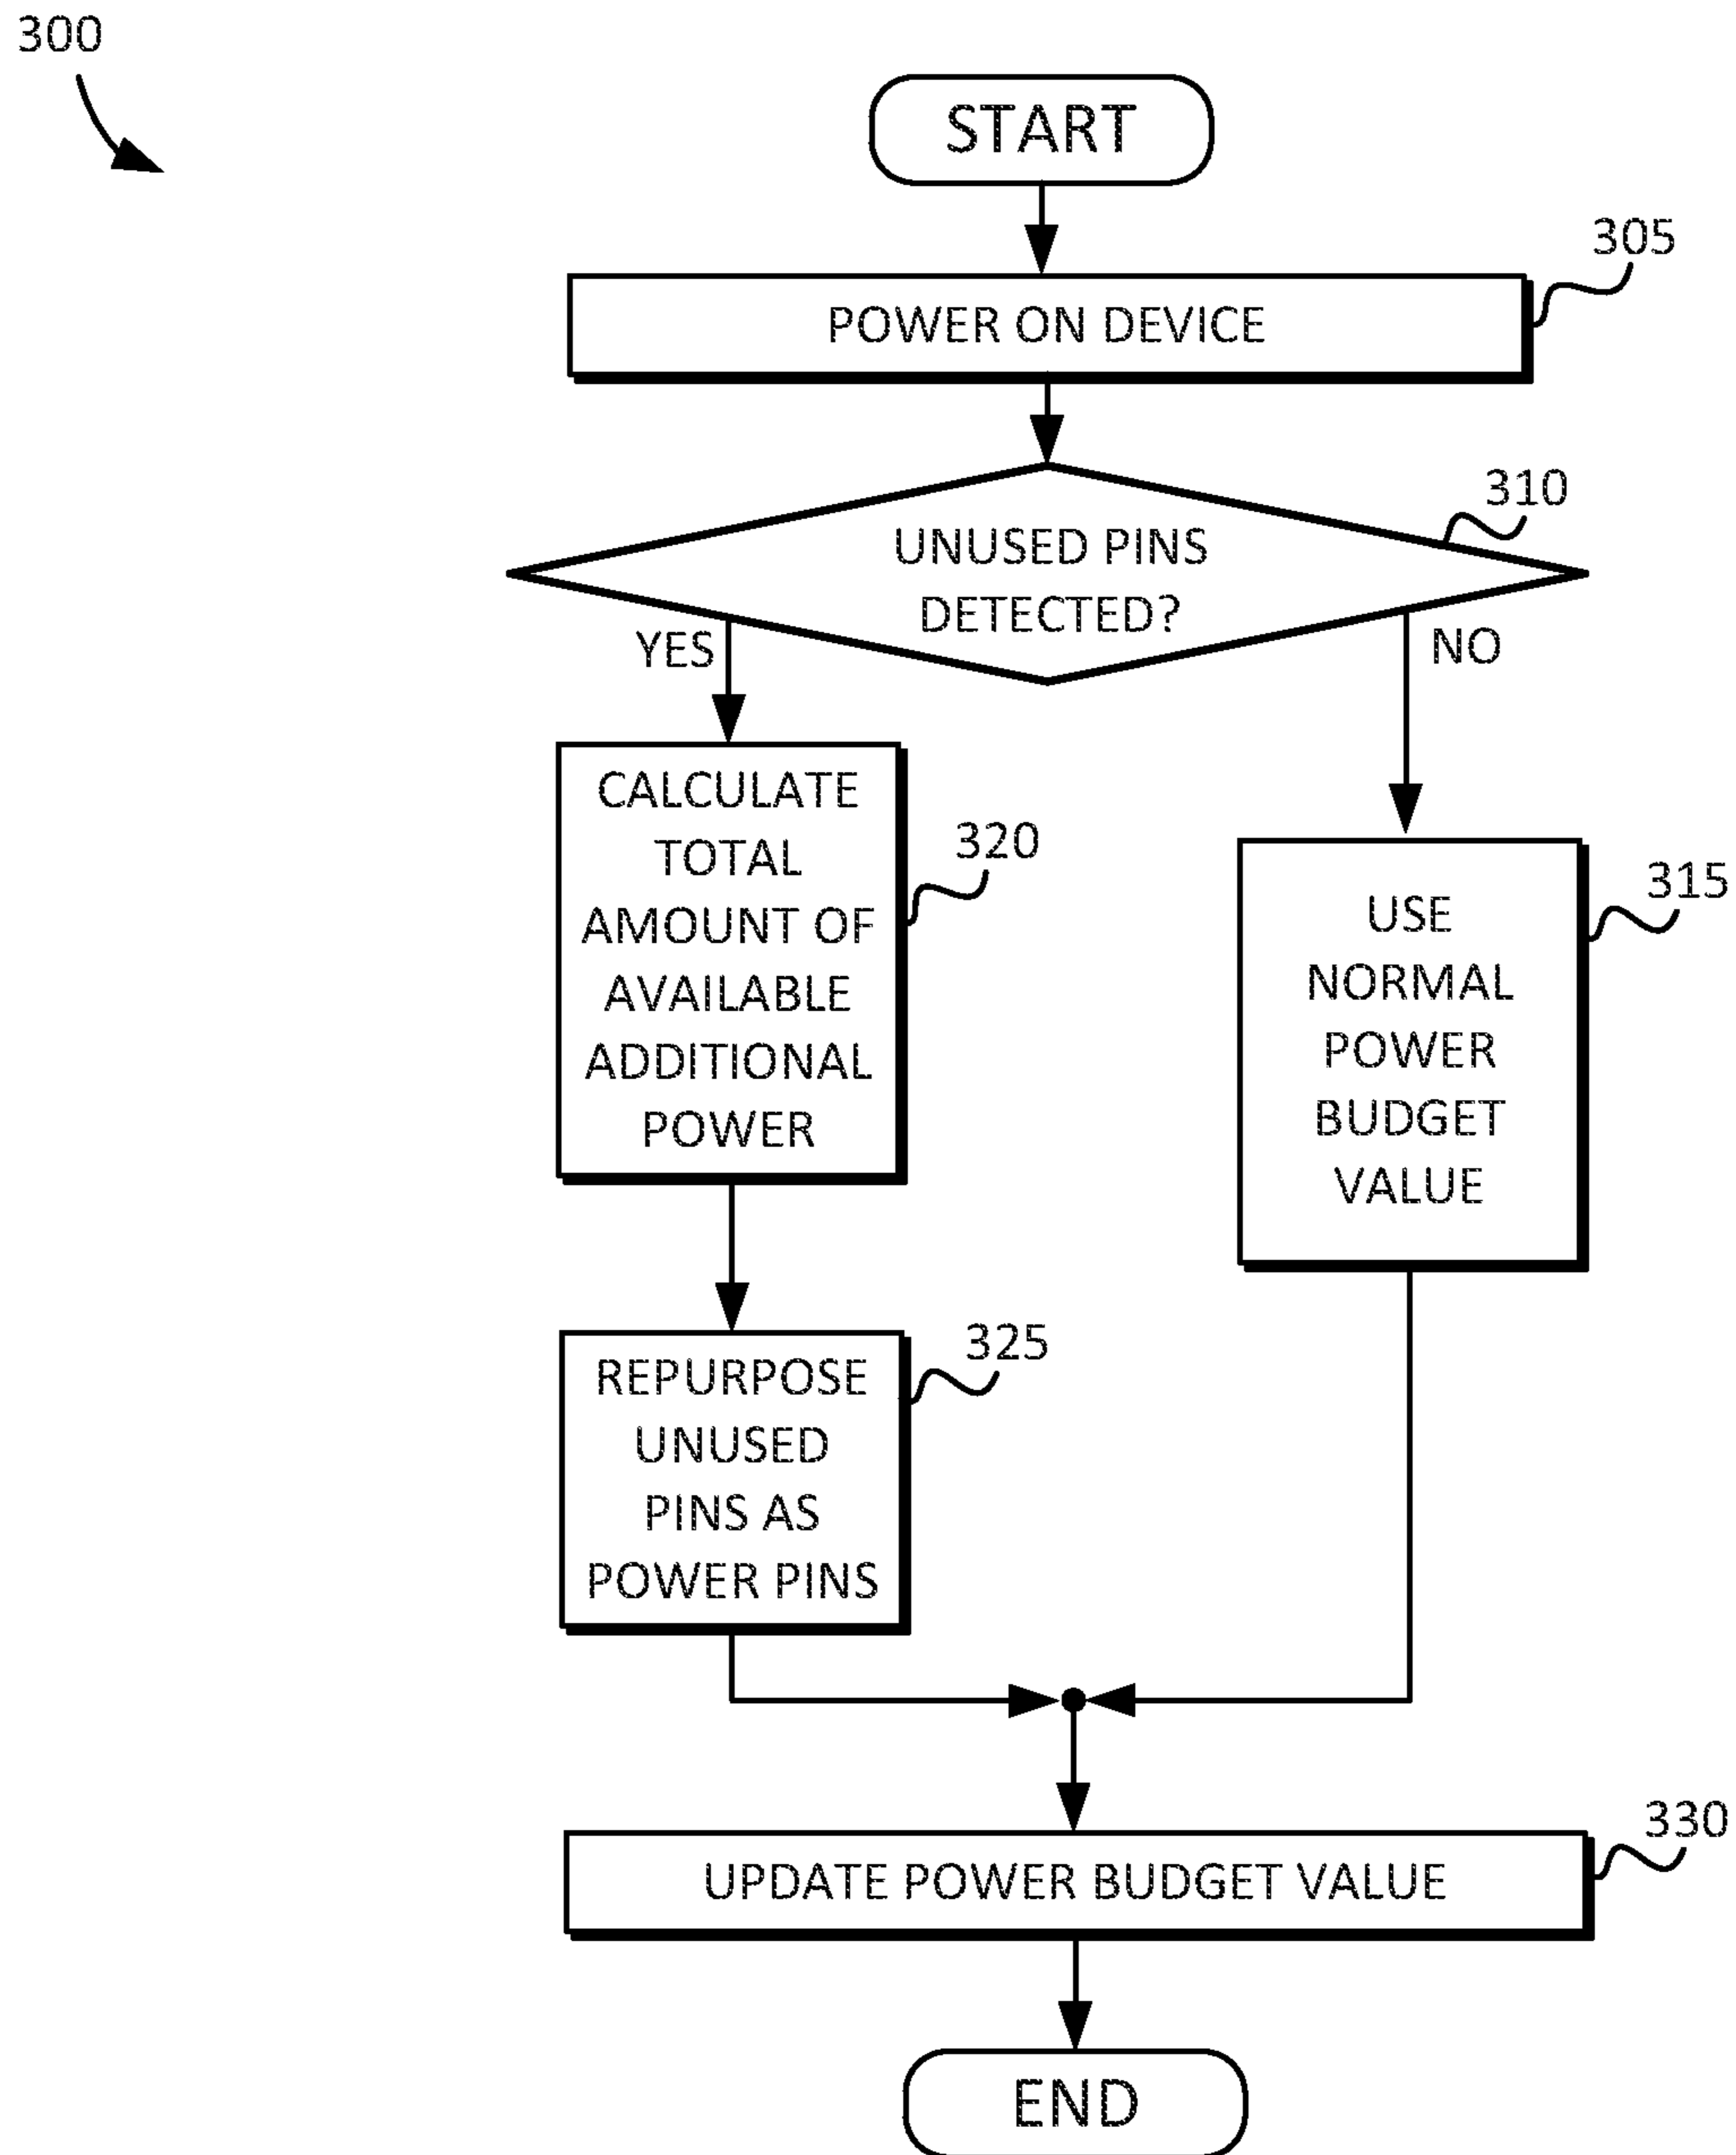 300
START
305
POWER ON DEVICE
310
UNUSED PINS
DETECTED?
YES
NO
CALCULATE
TOTAL
AMOUNT OF
AVAILABLE
ADDITIONAL
POWER
320
USE
NORMAL
POWER
BUDGET
VALUE
315
REPURPOSE
UNUSED
PINS AS
POWER PINS
325
330
UPDATE POWER BUDGET VALUE
END